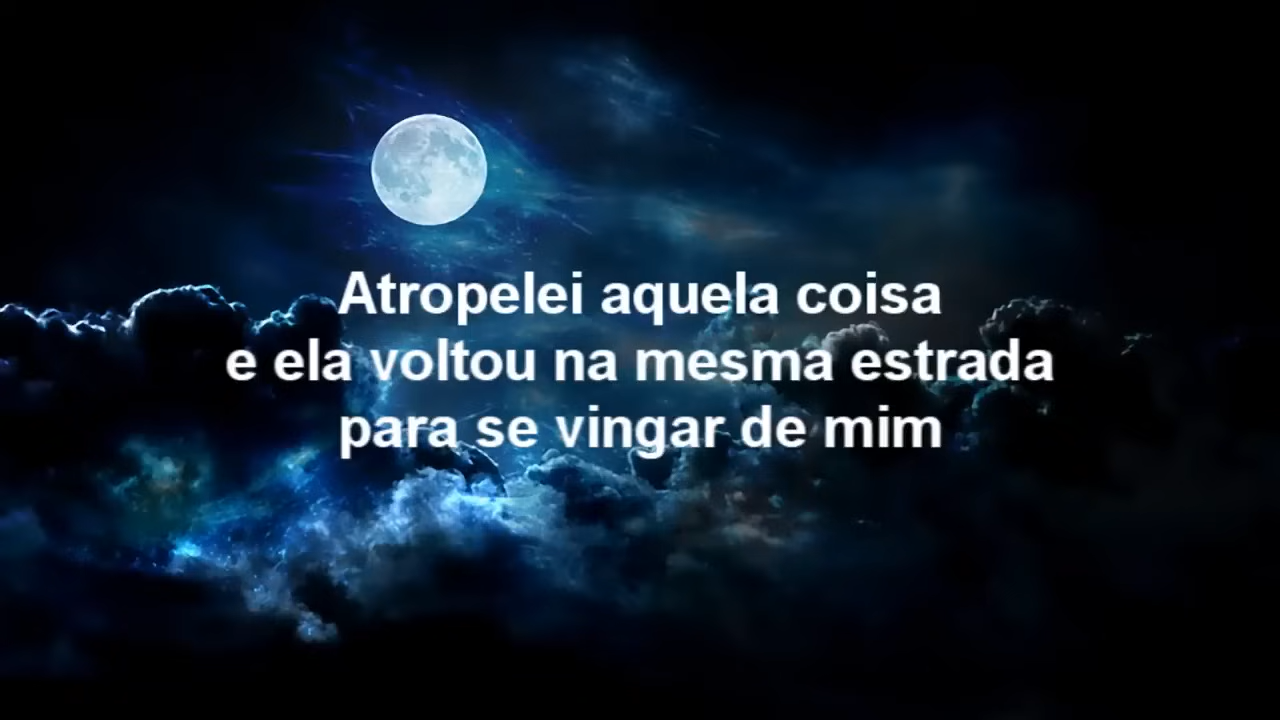 Atropelei aquela coisa
e ela voltou na mesma estrada
para se vingar de mim